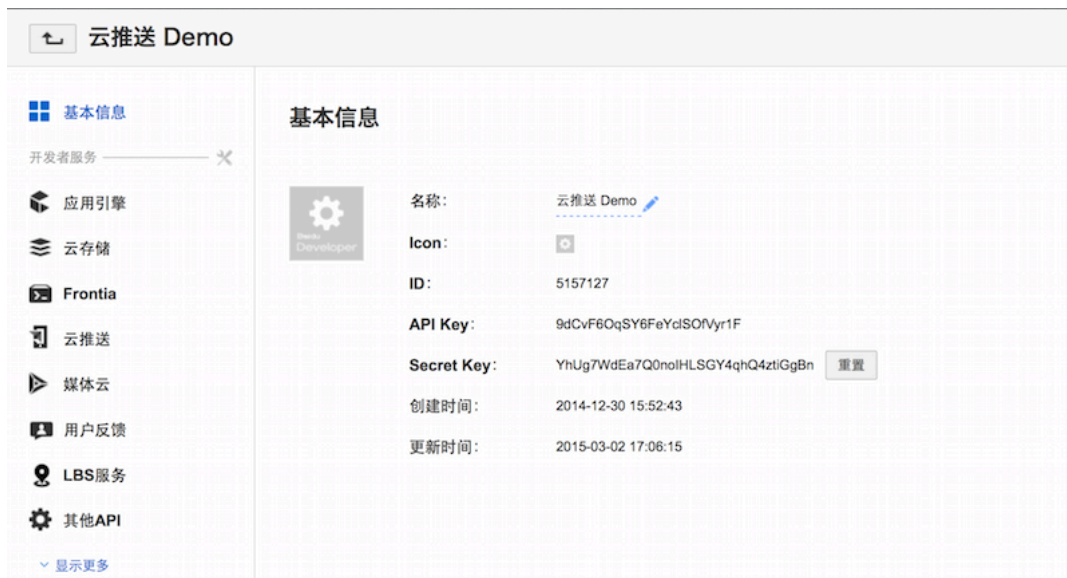 云推送 Demo
基本信息
开发者服务
应用引擎
云存储
Frontia
云推送
媒体云
用户反馈
LBS服务
其他API
显示更多
基本信息
Developer
名称： 云推送 Demo
Icon：
ID： 5157127
API Key： 9dCvF6OqSY6FeYclSOfVyr1F
Secret Key： YhUg7WdEa7Q0noIHLSGY4qhQ4ztiGgBn 重置
创建时间： 2014-12-30 15:52:43
更新时间： 2015-03-02 17:06:15